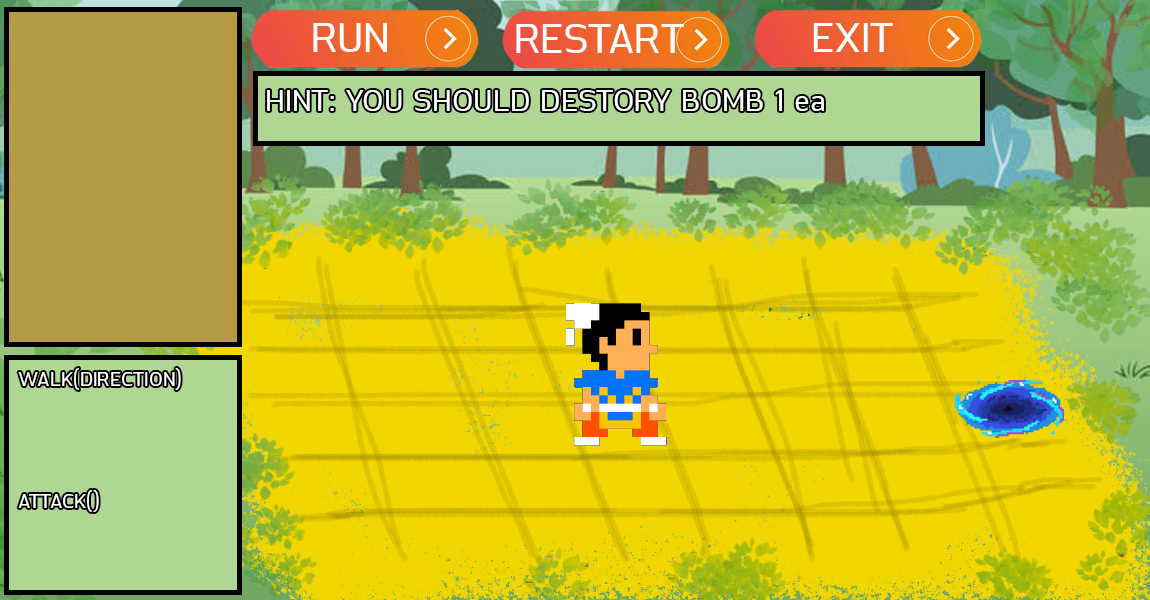 RUN
RESTART
EXIT
HINT: YOU SHOULD DESTORY BOMB 1 ea
WALK(DIRECTION)
ATTACK()